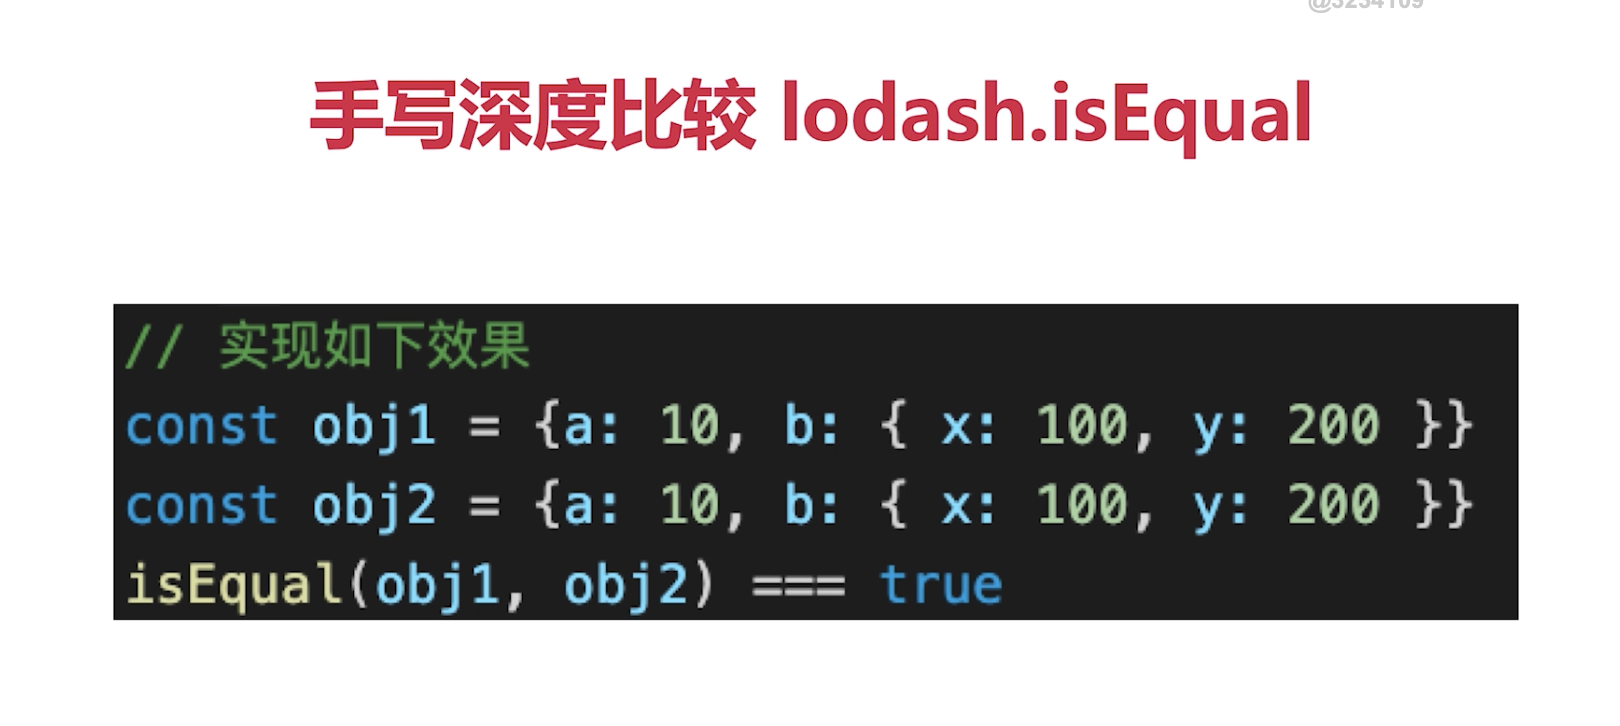 手写深度比较 lodash.isEqual
// 实现如下效果
const obj1 = {a: 10, b: { x: 100, y: 200 }}
const obj2 = {a: 10, b: { x: 100, y: 200 }}
isEqual(obj1, obj2) === true